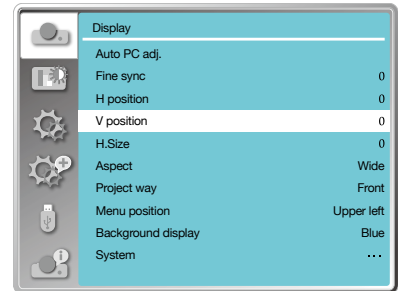 Display
Auto PC adj.
Fine sync 0
H position 0
V position 0
H.Size 0
Aspect Wide
Project way Front
Menu position Upper left
Background display Blue
System ...